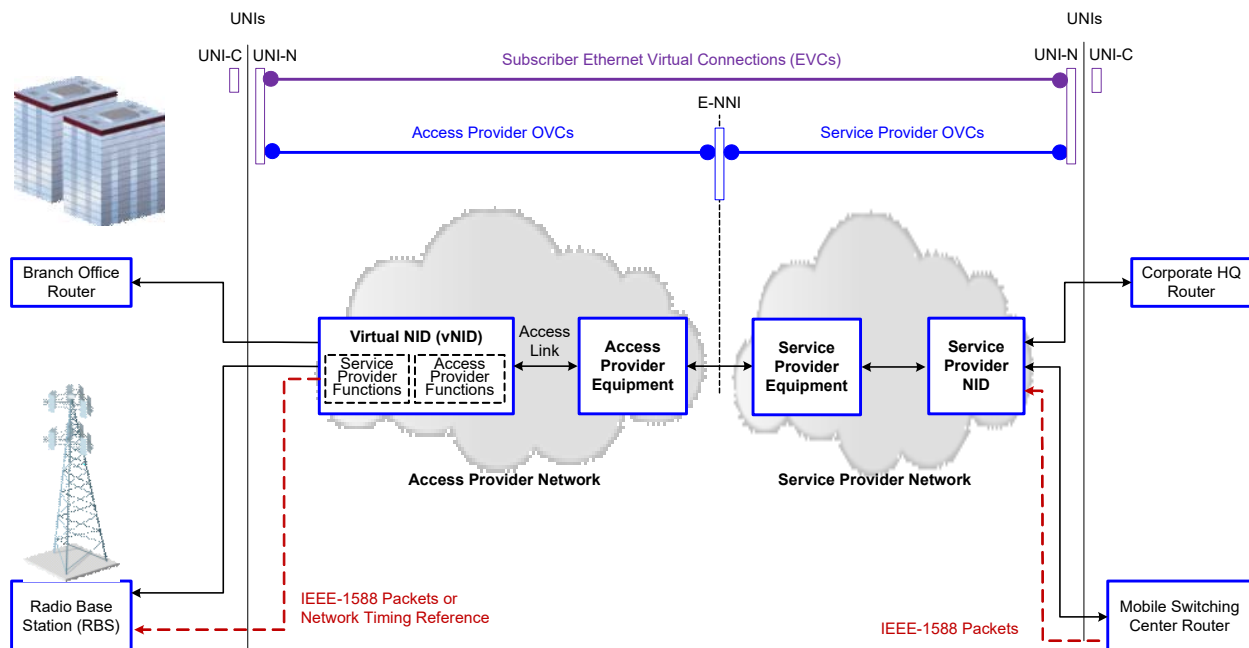 UNIs
UNIs
UNI-C
UNI-N
Subscriber Ethernet Virtual Connections (EVCs)
UNI-N
UNI-C
E-NNI
Access Provider OVCs
Service Provider OVCs
Branch Office
Router
Corporate HQ
Router
Virtual NID (vNID)
Service
Provider
Functions
Access
Provider
Functions
Access
Link
Access
Provider
Equipment
Service
Provider
Equipment
Service
Provider
NID
Access Provider Network
Service Provider Network
IEEE-1588 Packets or
Network Timing Reference
Radio Base
Station (RBS)
IEEE-1588 Packets
Mobile Switching
Center Router